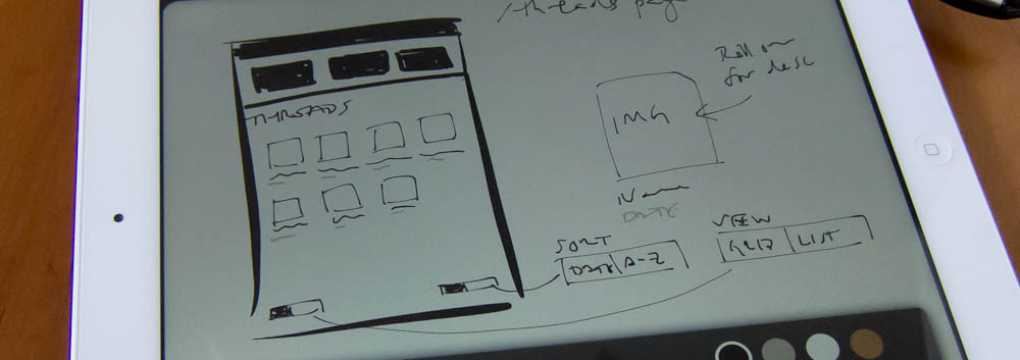 /threads page
THREADS
Roll over
for desc
IMG
Name
DATE
SORT
DATE A-Z
VIEW
GRID LIST